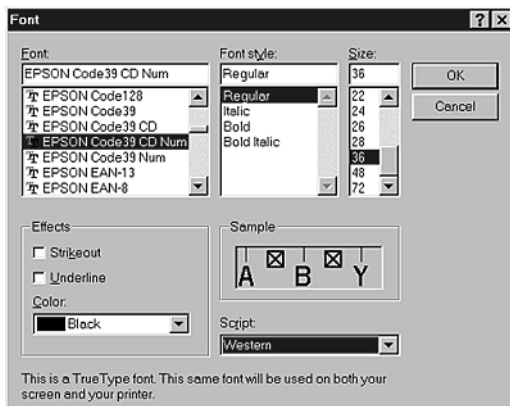 Font
Font:
EPSON Code39 CD Num
EPSON Code128
EPSON Code39
EPSON Code39 CD
EPSON Code39 CD Num
EPSON Code39 Num
EPSON EAN-13
EPSON EAN-8
Font style:
Regular
Regular
Italic
Bold
Bold Italic
Size:
36
22
24
26
28
36
48
72
OK
Cancel
Effects
Strikeout
Underline
Color:
Black
Sample
A B Y
Script:
Western
This is a TrueType font. This same font will be used on both your
screen and your printer.